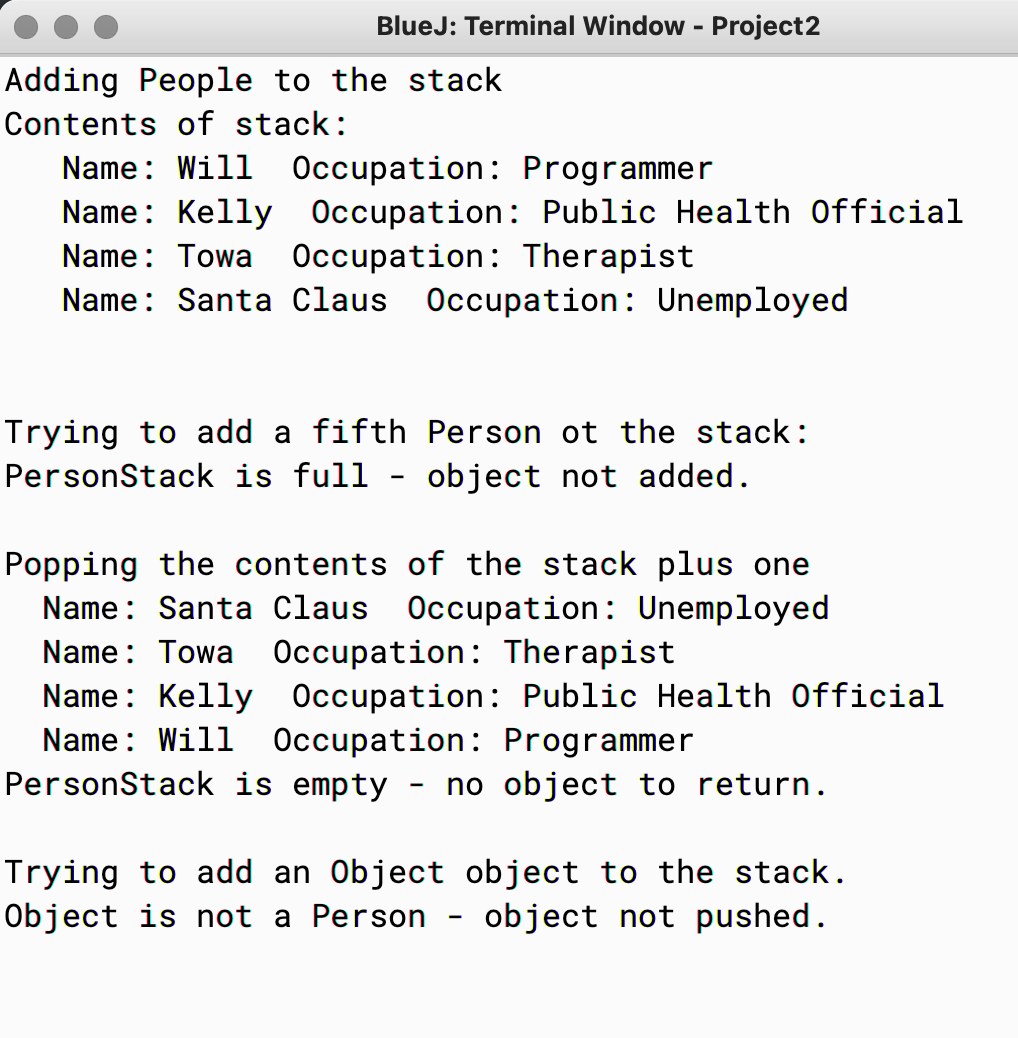 BlueJ: Terminal Window - Project2
Adding People to the stack
Contents of stack:
   Name: Will  Occupation: Programmer
   Name: Kelly  Occupation: Public Health Official
   Name: Towa  Occupation: Therapist
   Name: Santa Claus  Occupation: Unemployed
Trying to add a fifth Person ot the stack:
PersonStack is full - object not added.
Popping the contents of the stack plus one
  Name: Santa Claus  Occupation: Unemployed
  Name: Towa  Occupation: Therapist
  Name: Kelly  Occupation: Public Health Official
  Name: Will  Occupation: Programmer
PersonStack is empty - no object to return.
Trying to add an Object object to the stack.
Object is not a Person - object not pushed.